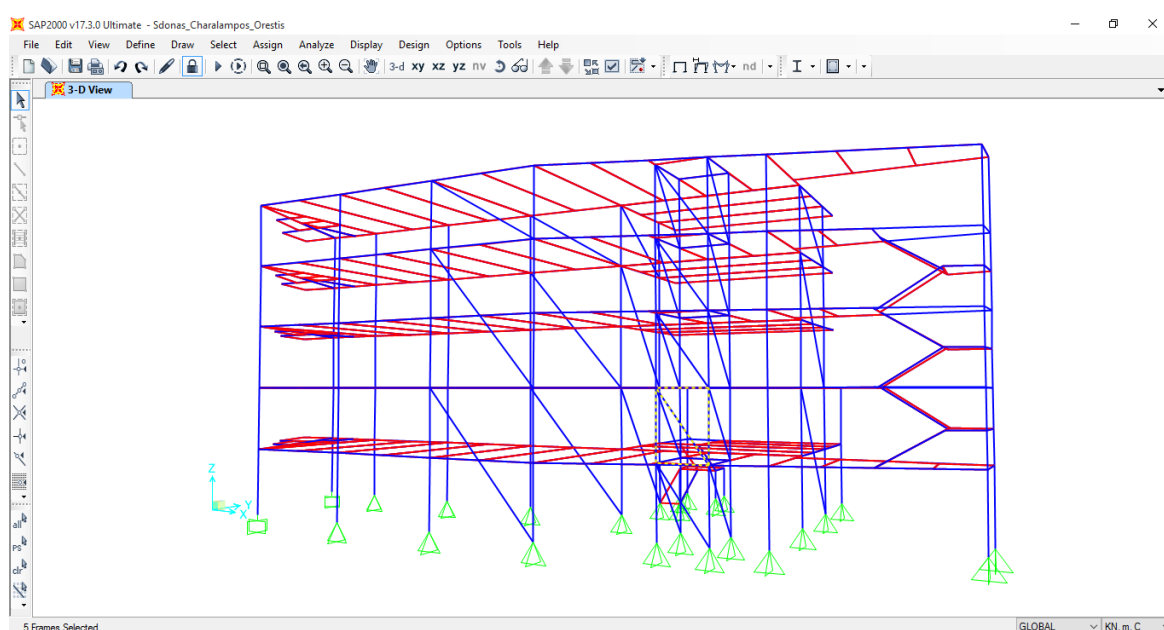 SAP2000 v17.3.0 Ultimate - Sdonas_Charalampos_Orestis
File Edit View Define Draw Select Assign Analyze Display Design Options Tools Help
3-d xy xz yz nv nd
3-D View
Z
Y
X
all
PS
clr
5 Frames Selected GLOBAL KN, m, C